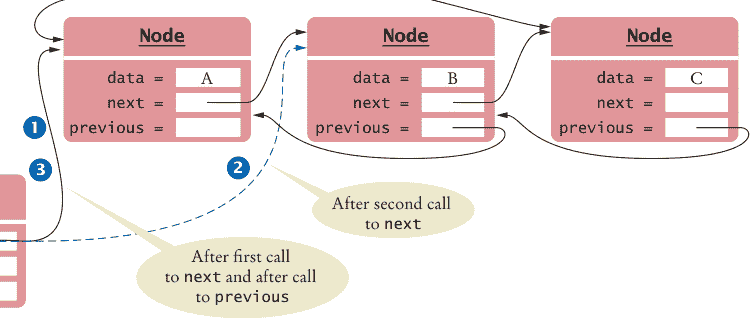 Node
Node
Node
data = A
next =
previous =
data = B
next =
previous =
data = C
next =
previous =
1
3
2
After second call
to next
After first call
to next and after call
to previous